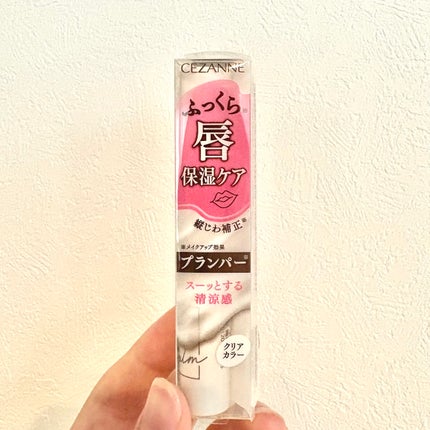 CEZANNE
ふっくら※
唇
保湿ケア
縦じわ補正※
※メイクアップ効果
プランパー※
スーッとする
清涼感
クリア
カラー
alm